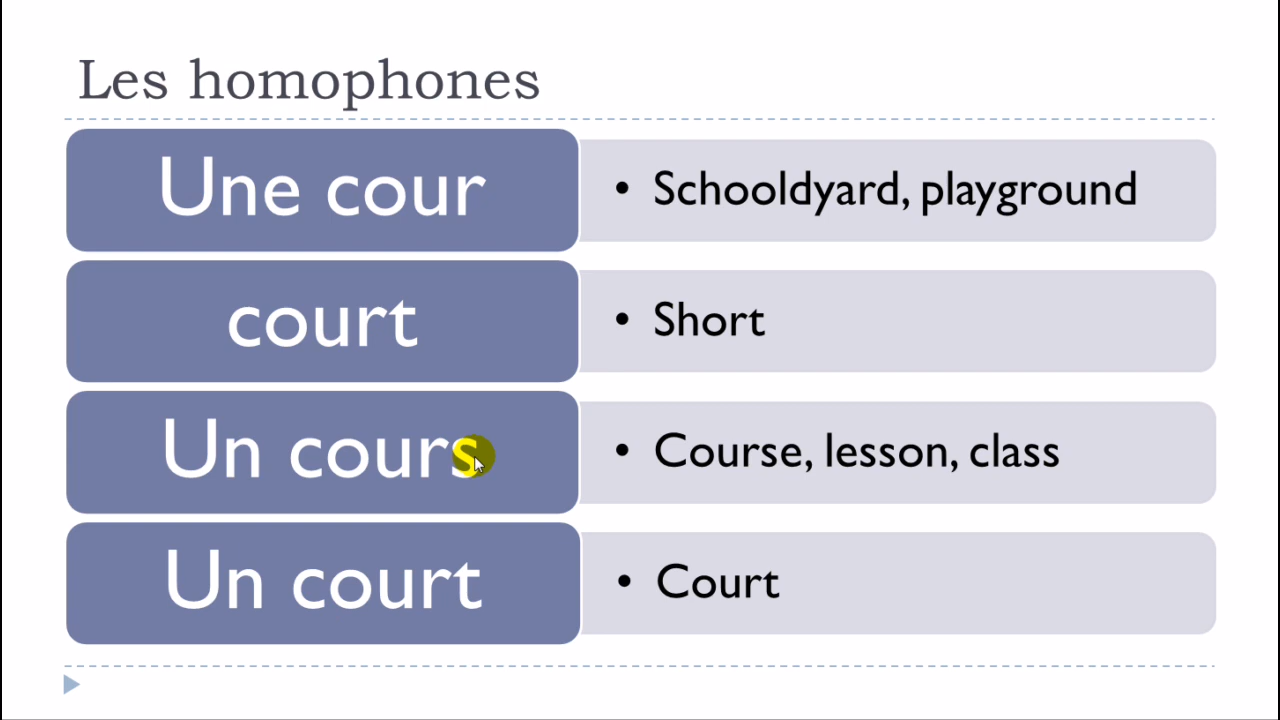 Les homophones
Une cour
• Schooldyard, playground
court
• Short
Un cours
• Course, lesson, class
Un court
• Court